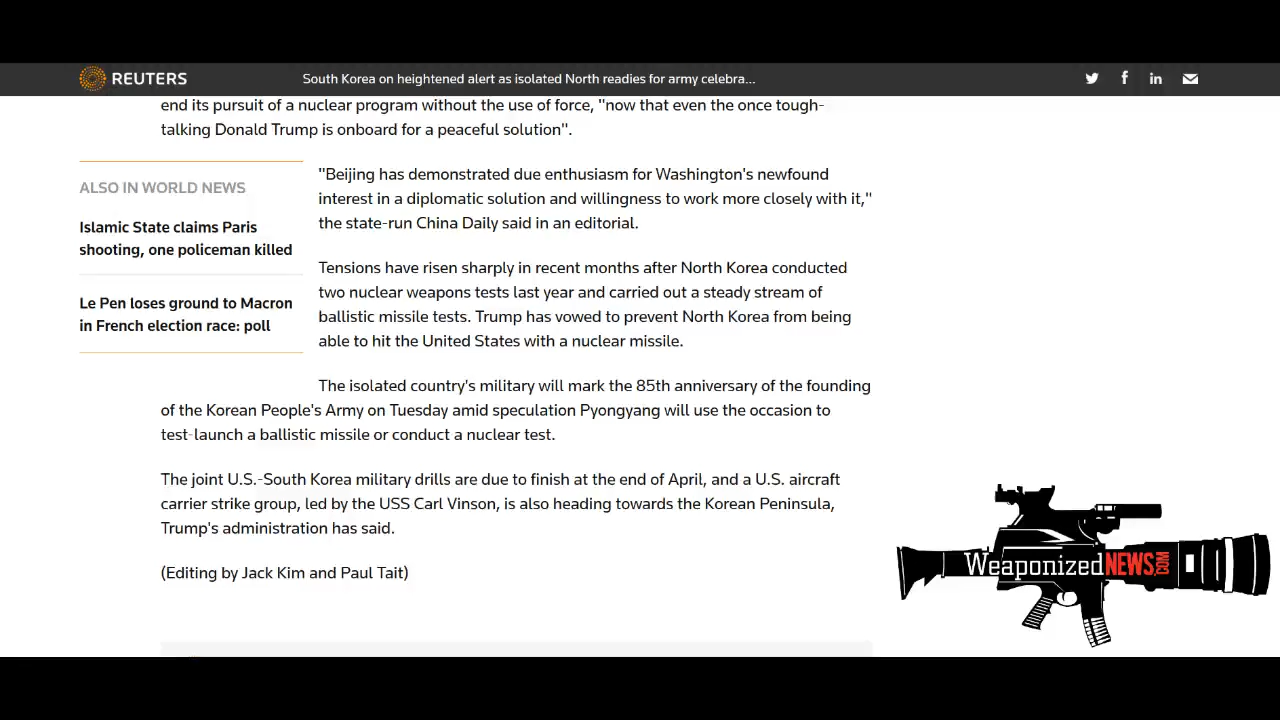 REUTERS
South Korea on heightened alert as isolated North readies for army celebra...
end its pursuit of a nuclear program without the use of force, "now that even the once tough-
talking Donald Trump is onboard for a peaceful solution".
ALSO IN WORLD NEWS
Islamic State claims Paris
shooting, one policeman killed
Le Pen loses ground to Macron
in French election race: poll
"Beijing has demonstrated due enthusiasm for Washington's newfound
interest in a diplomatic solution and willingness to work more closely with it,"
the state-run China Daily said in an editorial.
Tensions have risen sharply in recent months after North Korea conducted
two nuclear weapons tests last year and carried out a steady stream of
ballistic missile tests. Trump has vowed to prevent North Korea from being
able to hit the United States with a nuclear missile.
The isolated country's military will mark the 85th anniversary of the founding
of the Korean People's Army on Tuesday amid speculation Pyongyang will use the occasion to
test-launch a ballistic missile or conduct a nuclear test.
The joint U.S.-South Korea military drills are due to finish at the end of April, and a U.S. aircraft
carrier strike group, led by the USS Carl Vinson, is also heading towards the Korean Peninsula,
Trump's administration has said.
(Editing by Jack Kim and Paul Tait)
WeaponizedNEWS.COM